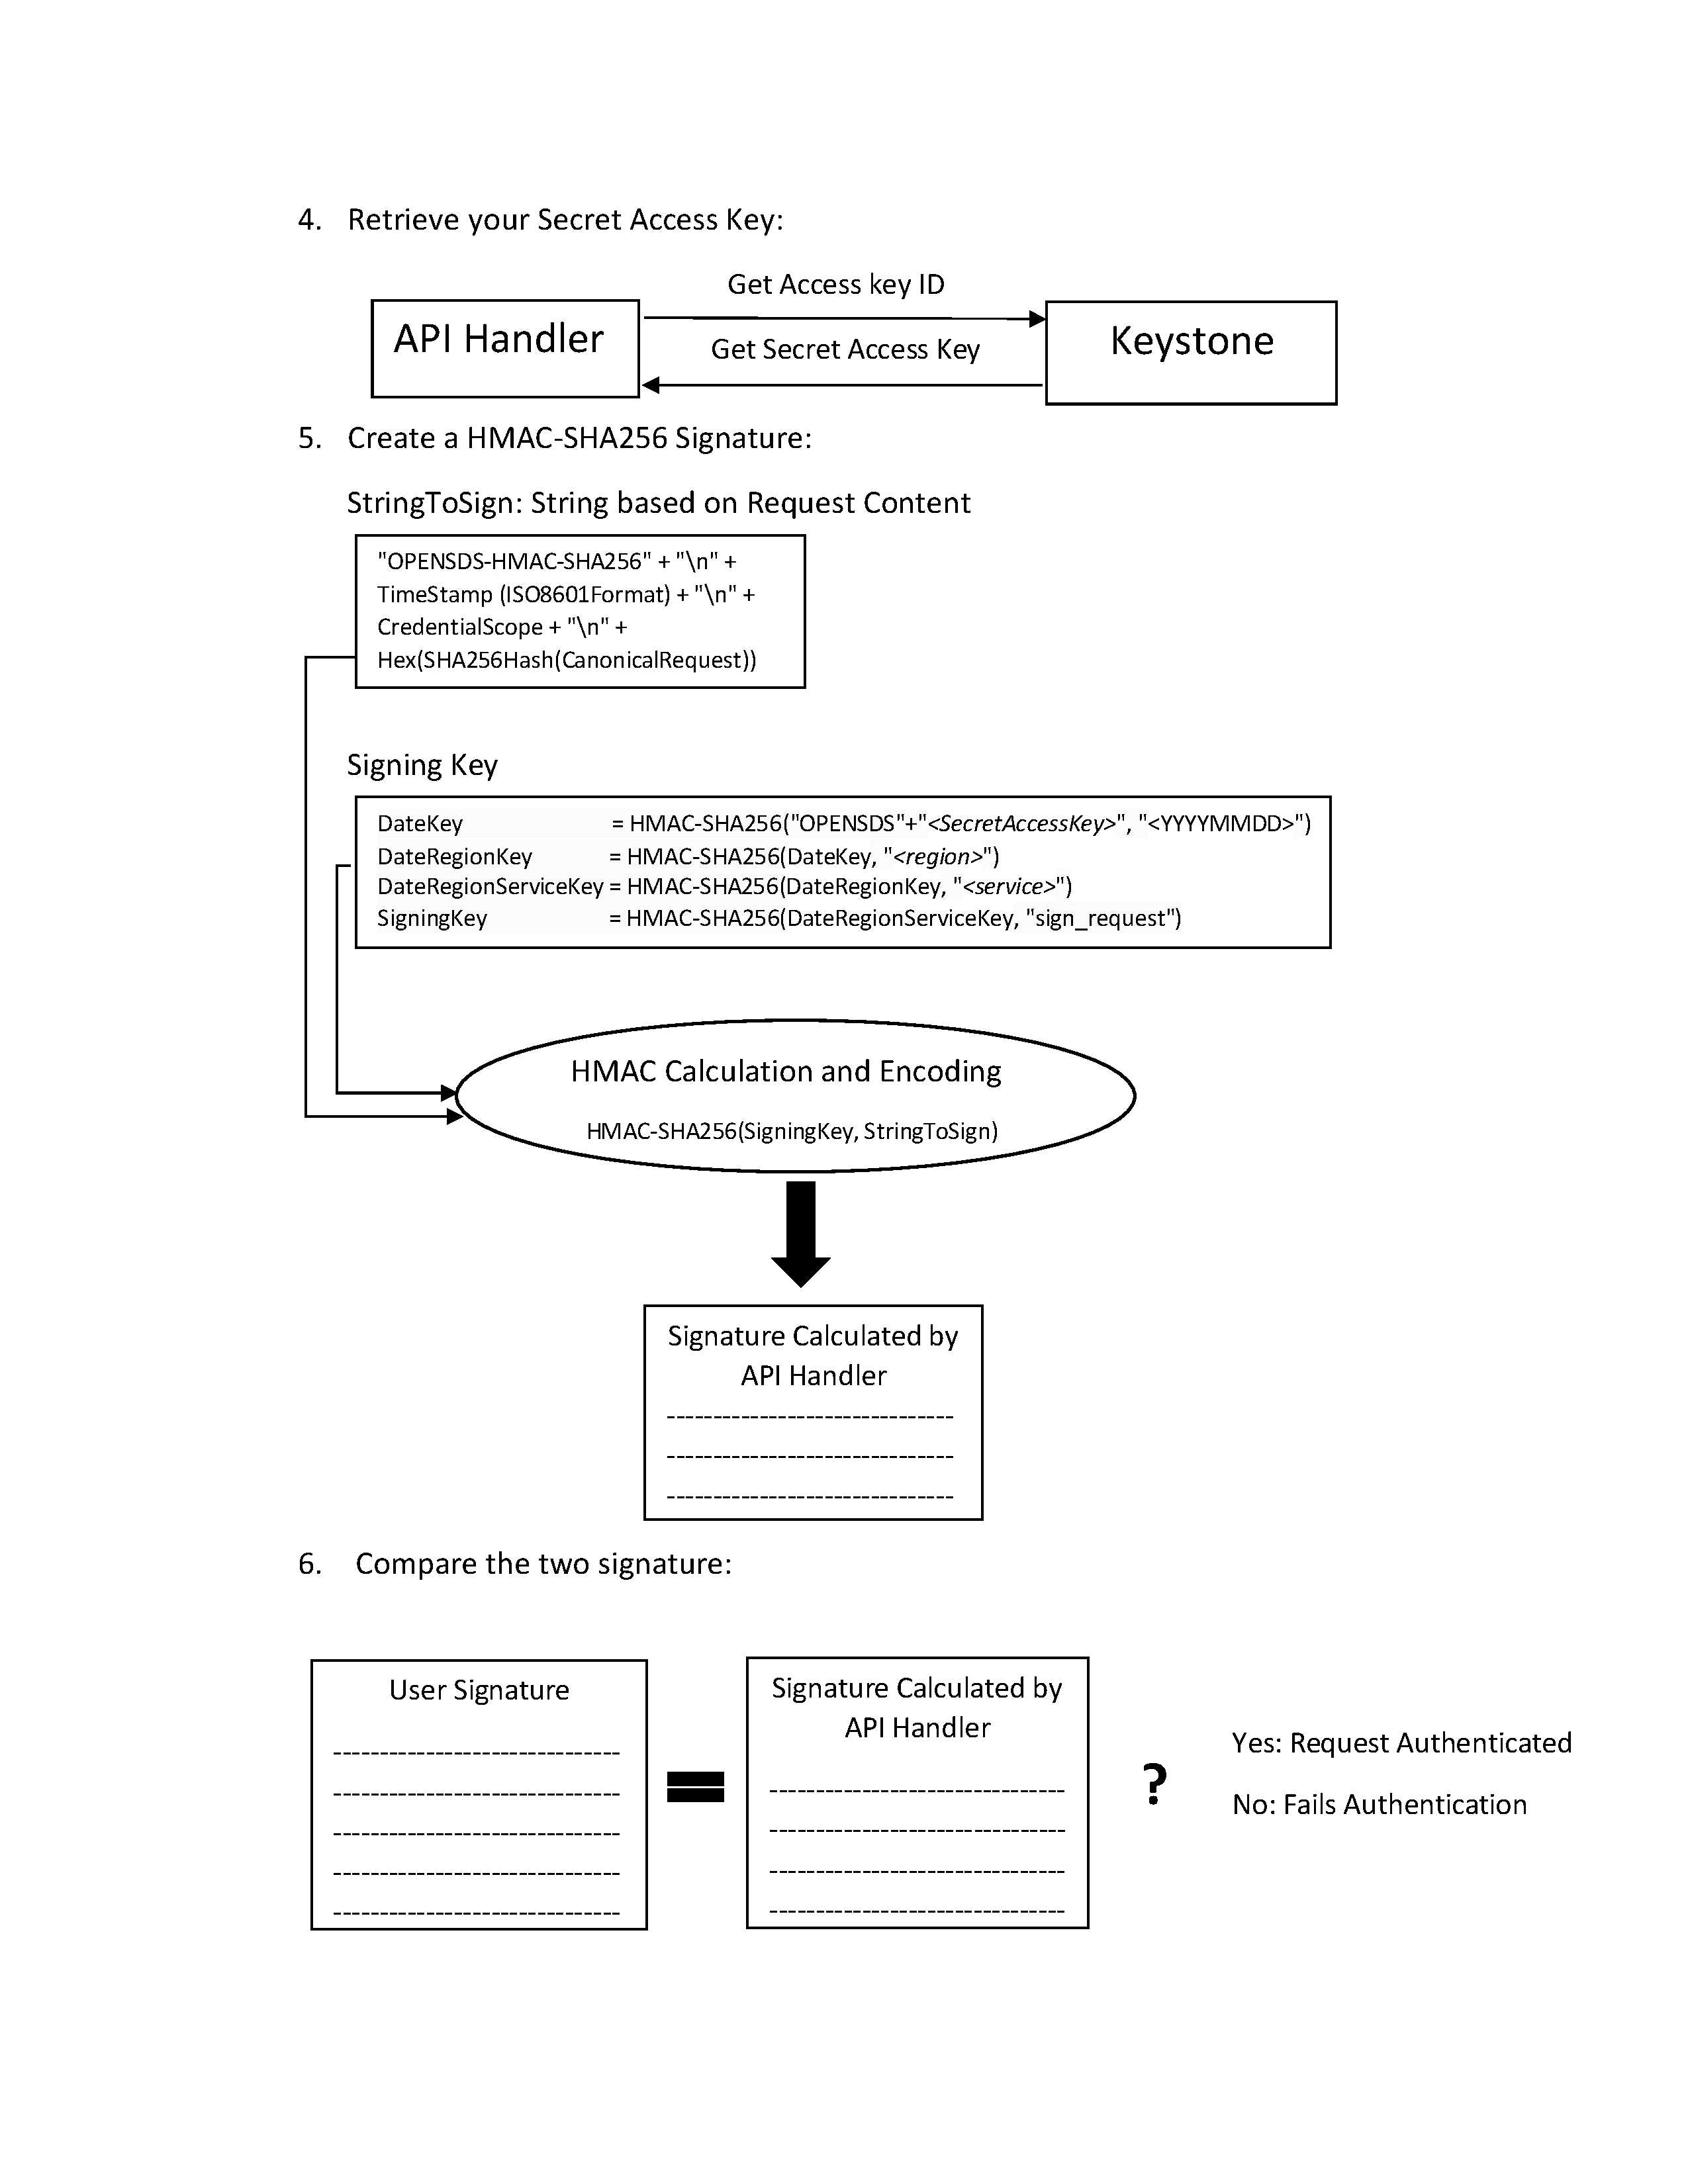 4. Retrieve your Secret Access Key:
Get Access key ID
API Handler
Keystone
Get Secret Access Key
5. Create a HMAC-SHA256 Signature:
StringToSign: String based on Request Content
"OPENSDS-HMAC-SHA256" + "\n" +
TimeStamp (ISO8601Format) + "\n" +
CredentialScope + "\n" +
Hex(SHA256Hash(CanonicalRequest))
Signing Key
DateKey = HMAC-SHA256("OPENSDS"+"<SecretAccessKey>", "<YYYYMMDD>")
DateRegionKey = HMAC-SHA256(DateKey, "<region>")
DateRegionServiceKey = HMAC-SHA256(DateRegionKey, "<service>")
SigningKey = HMAC-SHA256(DateRegionServiceKey, "sign_request")
HMAC Calculation and Encoding
HMAC-SHA256(SigningKey, StringToSign)
Signature Calculated by
API Handler
6. Compare the two signature:
User Signature
Signature Calculated by
API Handler
?
Yes: Request Authenticated
No: Fails Authentication